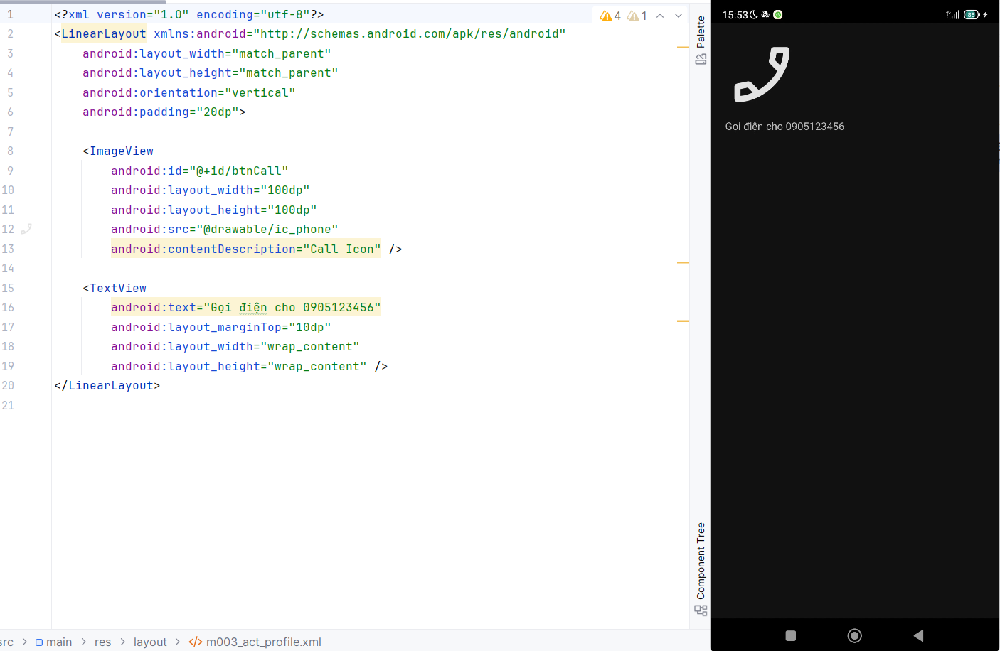 1 <?xml version="1.0" encoding="utf-8"?>
2 <LinearLayout xmlns:android="http://schemas.android.com/apk/res/android"
3 android:layout_width="match_parent"
4 android:layout_height="match_parent"
5 android:orientation="vertical"
6 android:padding="20dp">
7
8 <ImageView
9 android:id="@+id/btnCall"
10 android:layout_width="100dp"
11 android:layout_height="100dp"
12 android:src="@drawable/ic_phone"
13 android:contentDescription="Call Icon" />
14
15 <TextView
16 android:text="Gọi điện cho 0905123456"
17 android:layout_marginTop="10dp"
18 android:layout_width="wrap_content"
19 android:layout_height="wrap_content" />
20 </LinearLayout>
21
4 1
Palette
Component Tree
src > main > res > layout > </> m003_act_profile.xml
15:53
85
Gọi điện cho 0905123456